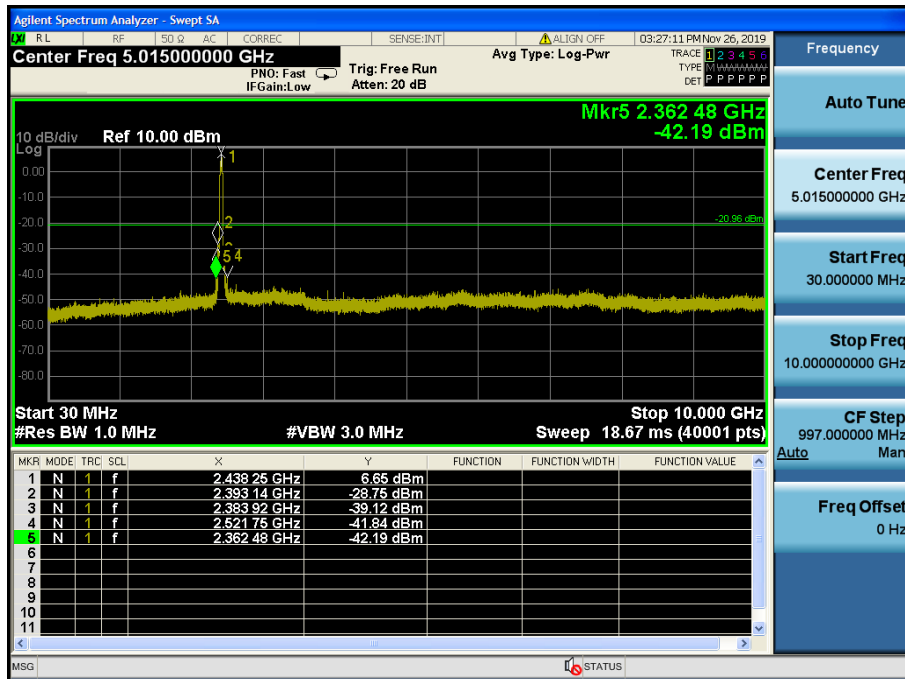 Agilent Spectrum Analyzer - Swept SA
LXI RL RF 50 Ω AC CORREC SENSE:INT ALIGN OFF 03:27:11 PM Nov 26, 2019
Center Freq 5.015000000 GHz
PNO: Fast
IFGain:Low
Trig: Free Run
Atten: 20 dB
Avg Type: Log-Pwr
TRACE 1 2 3 4 5 6
TYPE M WWWWW
DET P P P P P P
Mkr5 2.362 48 GHz
-42.19 dBm
10 dB/div Ref 10.00 dBm
Log
1
0.00
-10.0
-20.0
2
-20.96 dBm
-30.0
5 4
-40.0
-50.0
-60.0
-70.0
-80.0
Start 30 MHz Stop 10.000 GHz
#Res BW 1.0 MHz #VBW 3.0 MHz Sweep 18.67 ms (40001 pts)
MKR MODE TRC SCL X Y FUNCTION FUNCTION WIDTH FUNCTION VALUE
1 N 1 f 2.438 25 GHz 6.65 dBm
2 N 1 f 2.393 14 GHz -28.75 dBm
3 N 1 f 2.383 92 GHz -39.12 dBm
4 N 1 f 2.521 75 GHz -41.84 dBm
5 N 1 f 2.362 48 GHz -42.19 dBm
6
7
8
9
10
11
MSG STATUS
Frequency
Auto Tune
Center Freq
5.015000000 GHz
Start Freq
30.000000 MHz
Stop Freq
10.000000000 GHz
CF Step
997.000000 MHz
Auto Man
Freq Offset
0 Hz